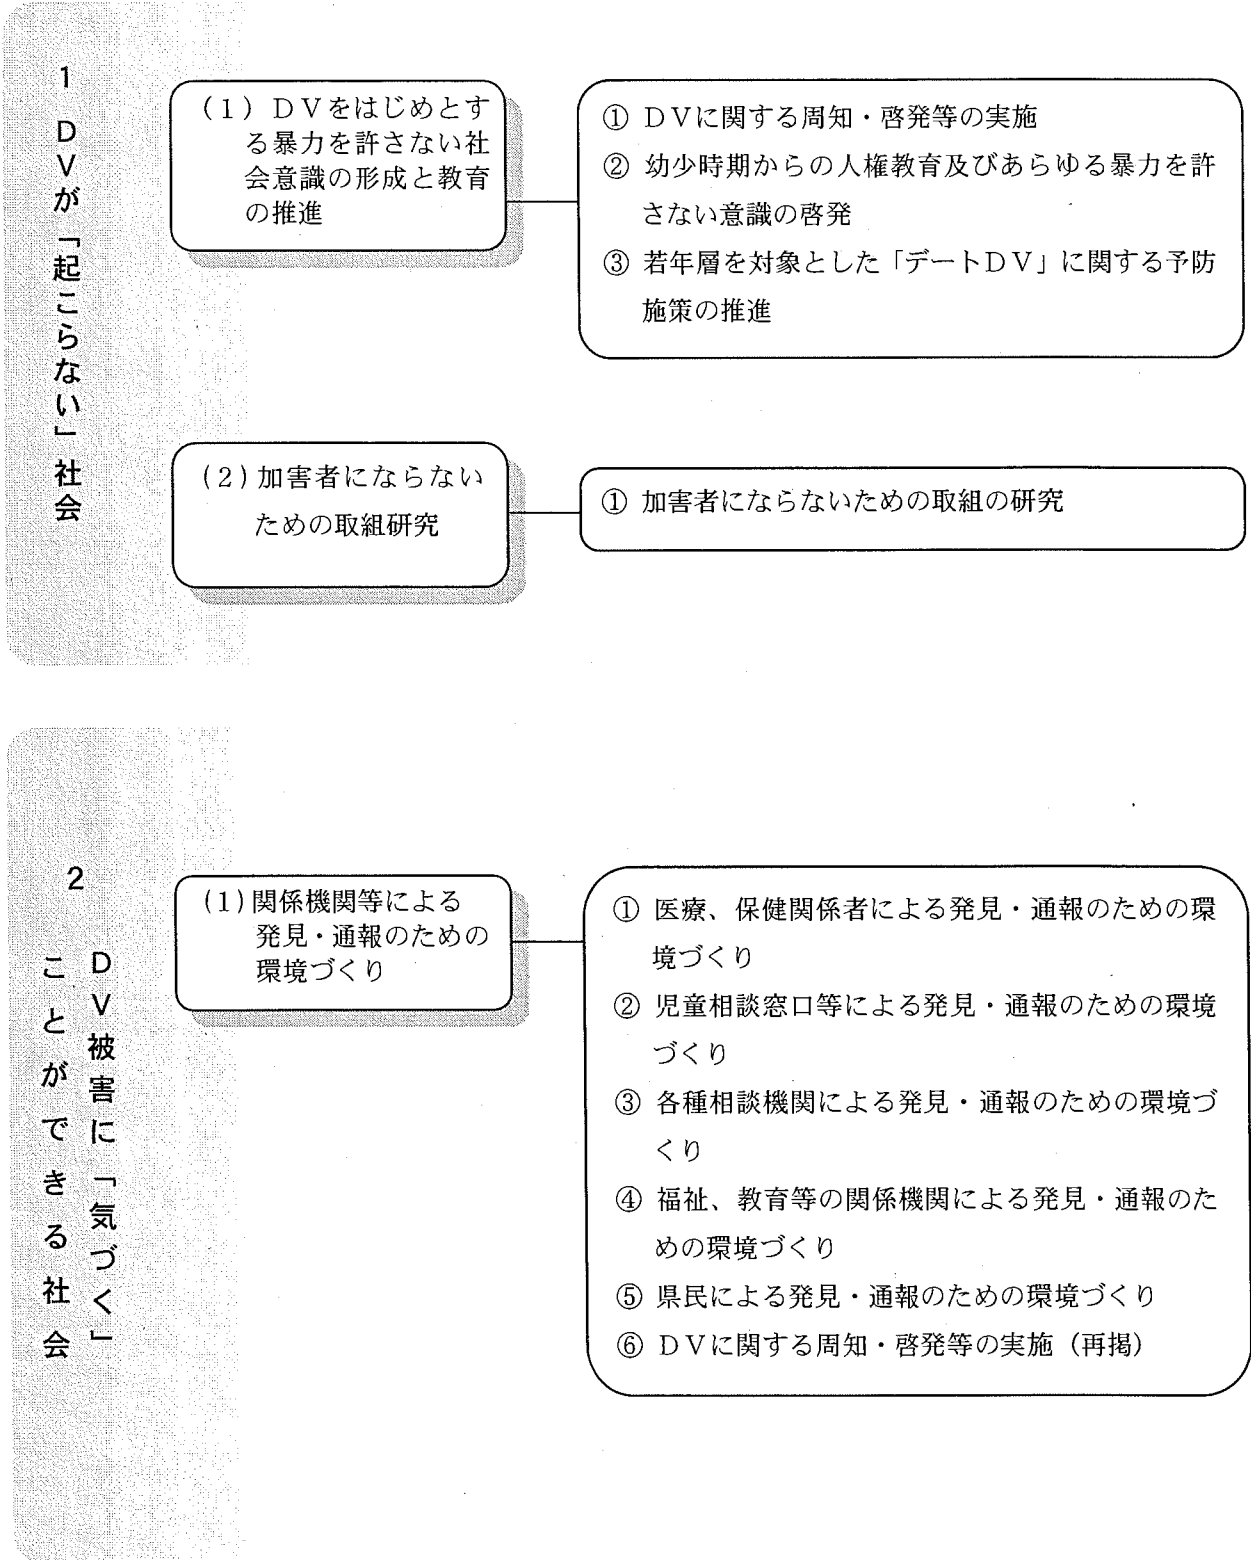 1 DVが「起こらない」社会
(1) DVをはじめとす
る暴力を許さない社
会意識の形成と教育
の推進
① DVに関する周知・啓発等の実施
② 幼少時期からの人権教育及びあらゆる暴力を許
さない意識の啓発
③ 若年層を対象とした「デートDV」に関する予防
施策の推進
(2)加害者にならない
ための取組研究
① 加害者にならないための取組の研究
2
DV被害に「気づく」
ことができる社会
(1)関係機関等による
発見・通報のための
環境づくり
① 医療、保健関係者による発見・通報のための環
境づくり
② 児童相談窓口等による発見・通報のための環境
づくり
③ 各種相談機関による発見・通報のための環境づ
くり
④ 福祉、教育等の関係機関による発見・通報のた
めの環境づくり
⑤ 県民による発見・通報のための環境づくり
⑥ DVに関する周知・啓発等の実施（再掲）